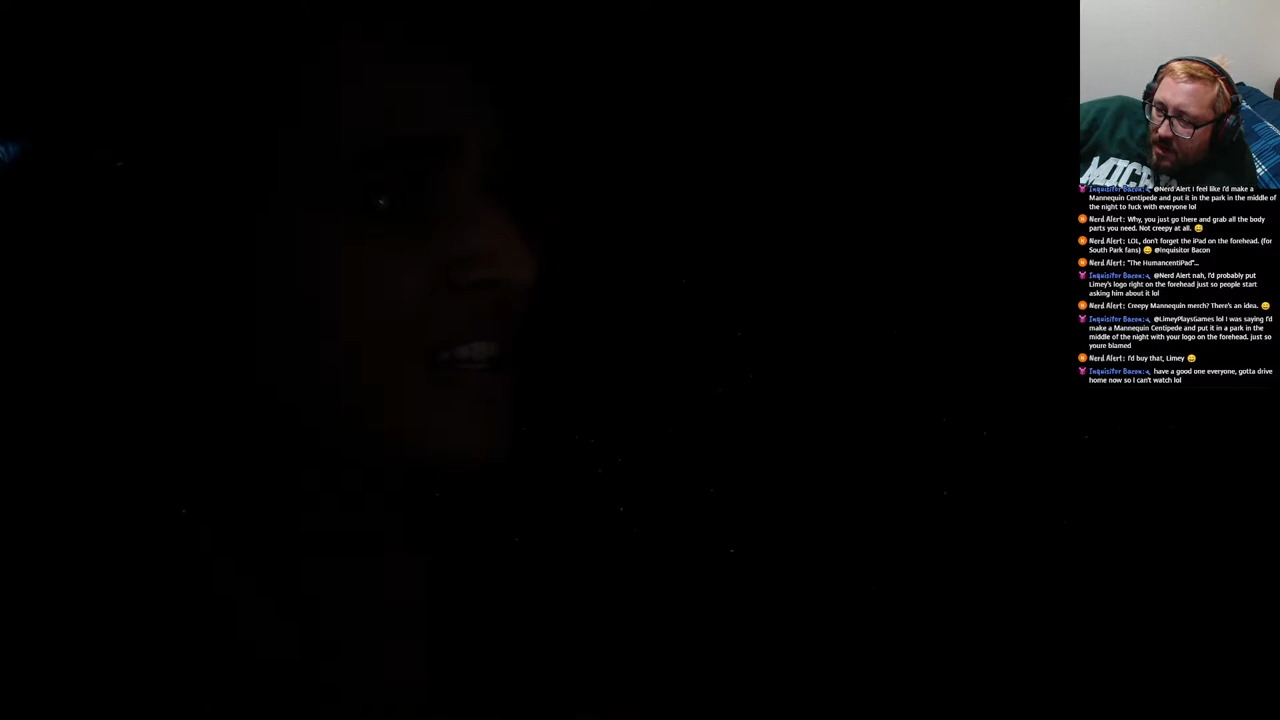 MICH
Inquisitor Bacon: @Nerd Alert I feel like I'd make a
Mannequin Centipede and put it in the park in the middle of
the night to fuck with everyone lol
Nerd Alert: Why, you just go there and grab all the body
parts you need. Not creepy at all.
Nerd Alert: LOL, don't forget the iPad on the forehead. (for
South Park fans) @Inquisitor Bacon
Nerd Alert: "The HumancentiPad"...
Inquisitor Bacon: @Nerd Alert nah, I'd probably put
Limey's logo right on the forehead just so people start
asking him about it lol
Nerd Alert: Creepy Mannequin merch? There's an idea.
Inquisitor Bacon: @LimeyPlaysGames lol I was saying I'd
make a Mannequin Centipede and put it in a park in the
middle of the night with your logo on the forehead. just so
youre blamed
Nerd Alert: I'd buy that, Limey
Inquisitor Bacon: have a good one everyone, gotta drive
home now so I can't watch lol